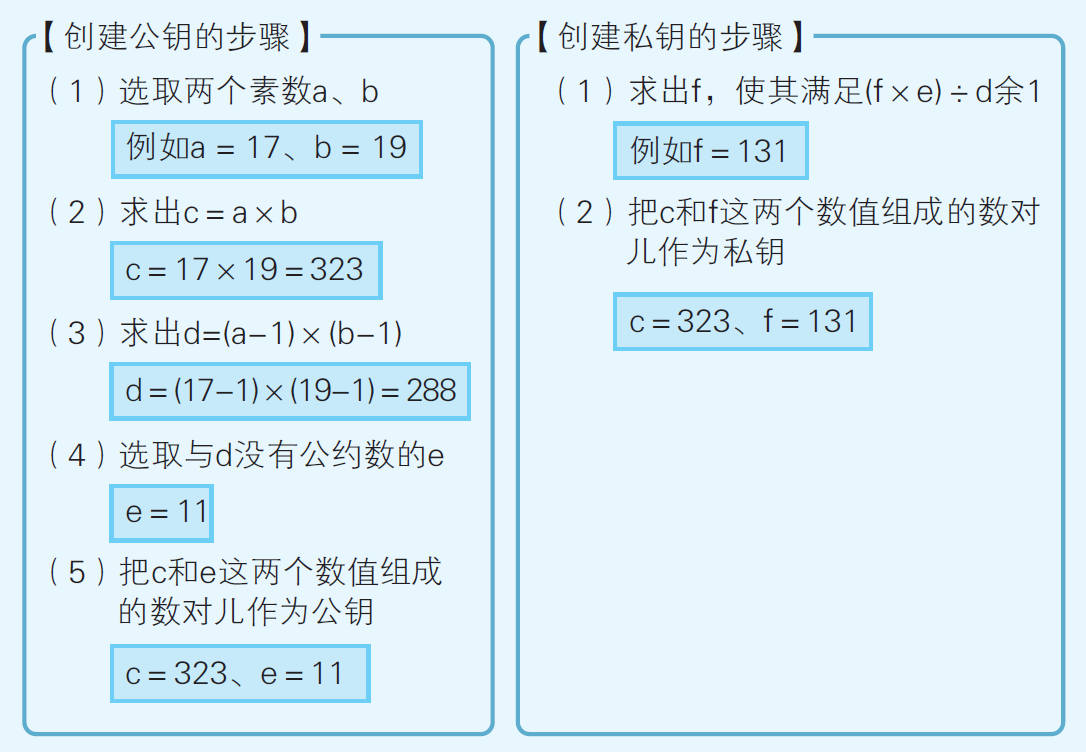 【创建公钥的步骤】
（1）选取两个素数a、b
例如a = 17、b = 19
（2）求出c=a×b
c=17×19=323
（3）求出d=(a−1)×(b−1)
d=(17−1)×(19−1)=288
（4）选取与d没有公约数的e
e=11
（5）把c和e这两个数值组成
的数对儿作为公钥
c=323、e=11
【创建私钥的步骤】
（1）求出f，使其满足(f×e)÷d余1
例如f=131
（2）把c和f这两个数值组成的数对
儿作为私钥
c=323、f=131